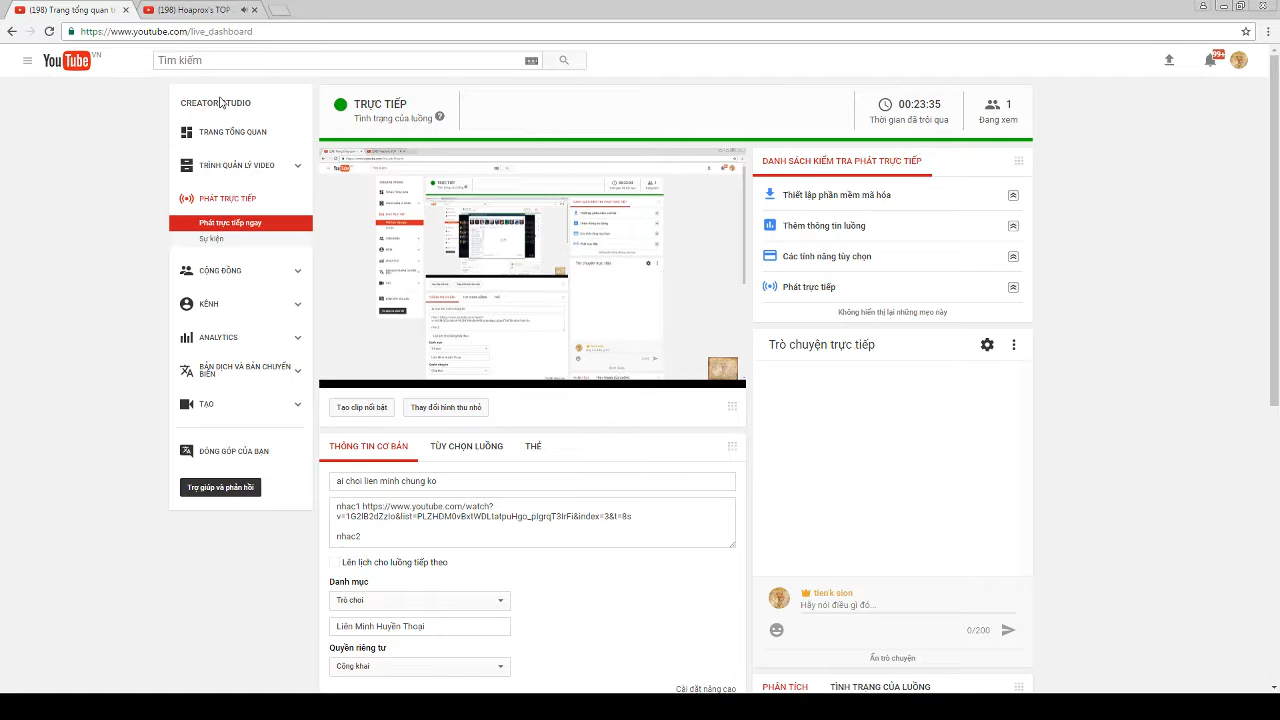 (198) Trang tổng quan t
(198) Hoaprox's TOP
https://www.youtube.com/live_dashboard
YouTube VN
Tìm kiếm
99+
CREATOR STUDIO
TRANG TỔNG QUAN
TRÌNH QUẢN LÝ VIDEO
PHÁT TRỰC TIẾP
Phát trực tiếp ngay
Sự kiện
CỘNG ĐỒNG
KÊNH
ANALYTICS
BẢN DỊCH VÀ BẢN CHUYỂN BIÊN
TẠO
ĐÓNG GÓP CỦA BẠN
Trợ giúp và phản hồi
TRỰC TIẾP
Tình trạng của luồng
00:23:35
Thời gian đã trôi qua
1
Đang xem
Tạo clip nổi bật
Thay đổi hình thu nhỏ
THÔNG TIN CƠ BẢN
TÙY CHỌN LUỒNG
THẺ
ai choi lien minh chung ko
nhac1 https://www.youtube.com/watch?
v=1G2lB2dZzIo&list=PLZHDM0vBxtWDLtatpuHgo_pIgrqT3IrFi&index=3&t=8s
nhac2
Lên lịch cho luồng tiếp theo
Danh mục
Trò chơi
Liên Minh Huyền Thoại
Quyền riêng tư
Công khai
Cài đặt nâng cao
DANH SÁCH KIỂM TRA PHÁT TRỰC TIẾP
Thiết lập phần mềm mã hóa
Thêm thông tin luồng
Các tính năng tùy chọn
Phát trực tiếp
Không hiển thị những mẹo này
Trò chuyện trực tiếp
tien'k sion
Hãy nói điều gì đó...
0/200
Ẩn trò chuyện
PHÂN TÍCH
TÌNH TRẠNG CỦA LUỒNG